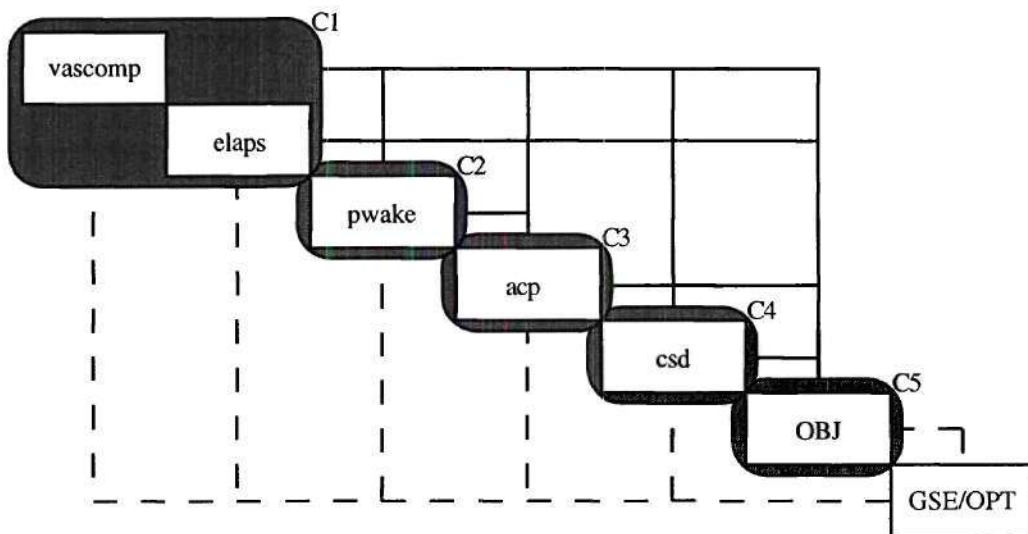 C1
vascomp
elaps
C2
pwake
C3
acp
C4
csd
C5
OBJ
GSE/OPT